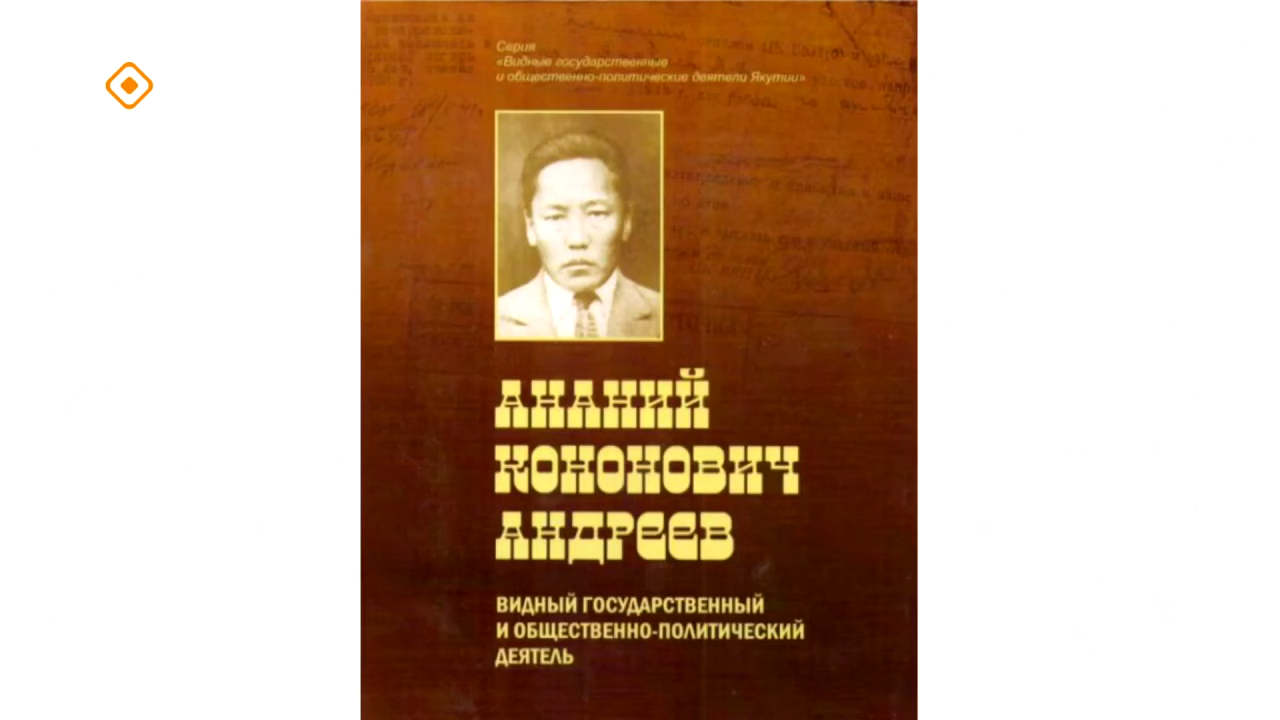 Серия
«Видные государственные
и общественно-политические деятели Якутии»
АНАНИЙ
КОНОНОВИЧ
АНДРЕЕВ
ВИДНЫЙ ГОСУДАРСТВЕННЫЙ
И ОБЩЕСТВЕННО-ПОЛИТИЧЕСКИЙ
ДЕЯТЕЛЬ